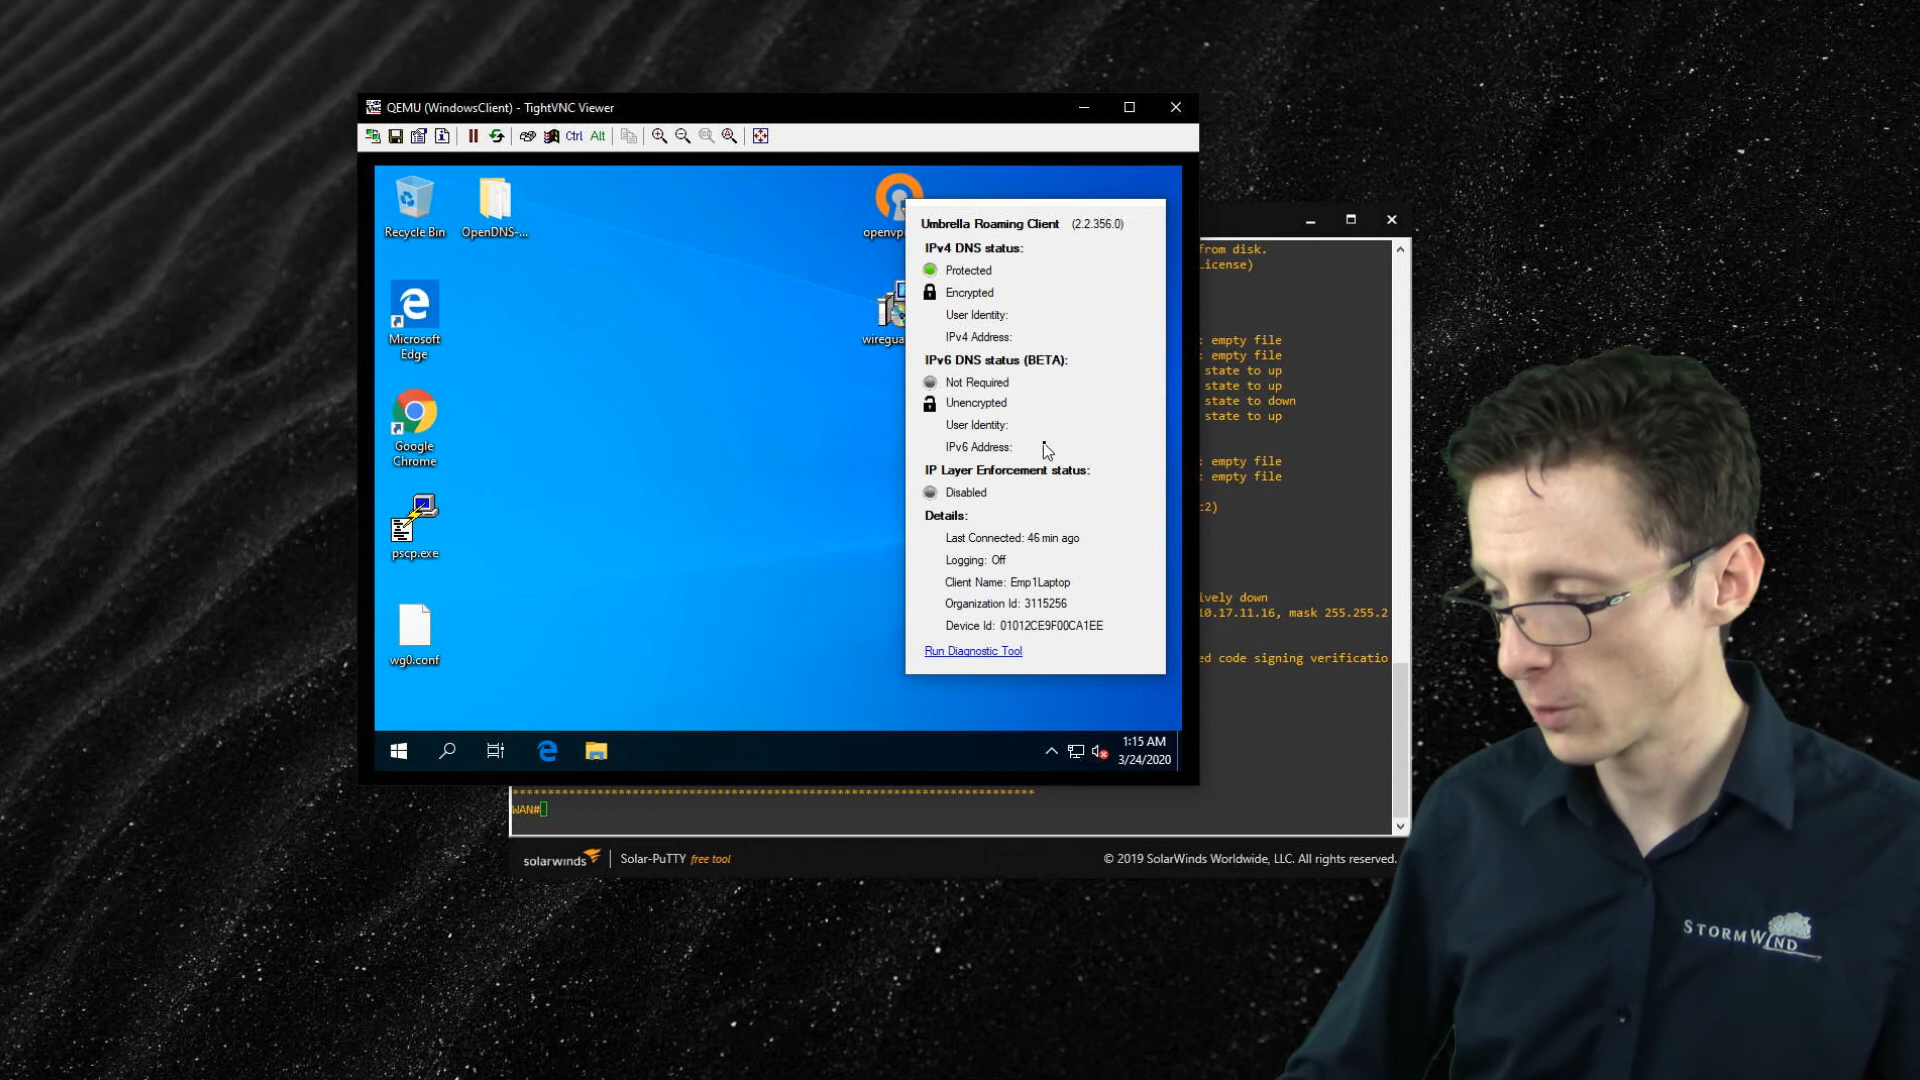 QEMU (WindowsClient) - TightVNC Viewer
Ctrl Alt
Recycle Bin
OpenDNS-...
Microsoft
Edge
Google
Chrome
pscp.exe
wg0.conf
Umbrella Roaming Client (2.2.356.0)
IPv4 DNS status:
Protected
Encrypted
User Identity:
IPv4 Address:
IPv6 DNS status (BETA):
Not Required
Unencrypted
User Identity:
IPv6 Address:
IP Layer Enforcement status:
Disabled
Details:
Last Connected: 46 min ago
Logging: Off
Client Name: Emp1Laptop
Organization Id: 3115256
Device Id: 01012CE9F00CA1EE
Run Diagnostic Tool
1:15 AM
3/24/2020
from disk.
icense)
: empty file
: empty file
state to up
state to up
state to down
state to up
: empty file
: empty file
:2)
ively down
10.17.11.16, mask 255.255.2
ed code signing verificatio
********************************************************************************
WAN#
solarwinds | Solar-PuTTY free tool
© 2019 SolarWinds Worldwide, LLC. All rights reserved.
STORMWIND